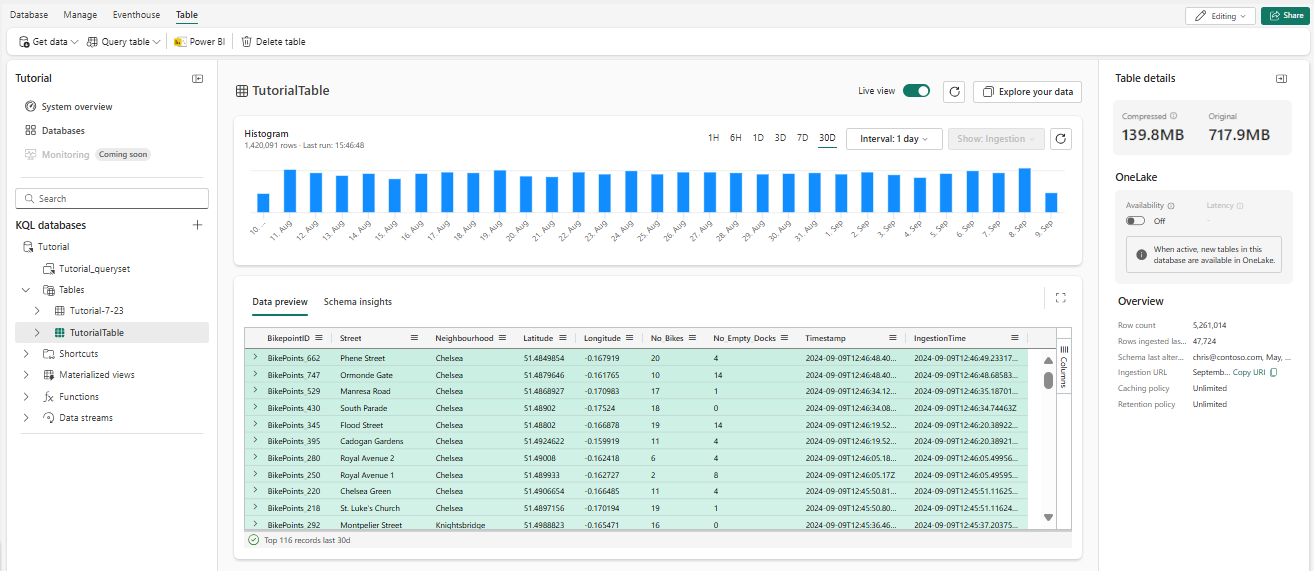 Database Manage Eventhouse Table Editing Share
Get data Query table Power BI Delete table
Tutorial
System overview
Databases
Monitoring Coming soon
Search
KQL databases
Tutorial
Tutorial_queryset
Tables
Tutorial-7-23
TutorialTable
Shortcuts
Materialized views
Functions
Data streams
TutorialTable Live view Explore your data
Histogram
1,420,091 rows · Last run: 15:46:48
1H 6H 1D 3D 7D 30D Interval: 1 day Show: Ingestion
10. ... 11. Aug 12. Aug 13. Aug 14. Aug 15. Aug 16. Aug 17. Aug 18. Aug 19. Aug 20. Aug 21. Aug 22. Aug 23. Aug 24. Aug 25. Aug 26. Aug 27. Aug 28. Aug 29. Aug 30. Aug 31. Aug 1. Sep 2. Sep 3. Sep 4. Sep 5. Sep 6. Sep 7. Sep 8. Sep 9. Sep
Data preview Schema insights
BikepointID Street Neighbourhood Latitude Longitude No_Bikes No_Empty_Docks Timestamp IngestionTime
BikePoints_662 Phene Street Chelsea 51.4849854 -0.167919 20 4 2024-09-09T12:46:48.40... 2024-09-09T12:46:49.23317...
BikePoints_747 Ormonde Gate Chelsea 51.4879646 -0.161765 10 14 2024-09-09T12:46:48.40... 2024-09-09T12:46:48.68583...
BikePoints_529 Manresa Road Chelsea 51.4868927 -0.170983 17 1 2024-09-09T12:46:34.12... 2024-09-09T12:46:35.18701...
BikePoints_430 South Parade Chelsea 51.48902 -0.17524 18 0 2024-09-09T12:46:34.08... 2024-09-09T12:46:34.74463Z
BikePoints_345 Flood Street Chelsea 51.48802 -0.166878 19 14 2024-09-09T12:46:19.52... 2024-09-09T12:46:20.38922...
BikePoints_395 Cadogan Gardens Chelsea 51.4924622 -0.159919 11 4 2024-09-09T12:46:19.52... 2024-09-09T12:46:20.38921...
BikePoints_280 Royal Avenue 2 Chelsea 51.49008 -0.162418 6 4 2024-09-09T12:46:05.18... 2024-09-09T12:46:05.49956...
BikePoints_250 Royal Avenue 1 Chelsea 51.489933 -0.162727 2 8 2024-09-09T12:46:05.17Z 2024-09-09T12:46:05.49595...
BikePoints_220 Chelsea Green Chelsea 51.4906654 -0.166485 11 4 2024-09-09T12:45:50.81... 2024-09-09T12:45:51.11625...
BikePoints_218 St. Luke's Church Chelsea 51.4897156 -0.170194 19 1 2024-09-09T12:45:50.80... 2024-09-09T12:45:51.11624...
BikePoints_292 Montpelier Street Knightsbridge 51.4988823 -0.165471 16 0 2024-09-09T12:45:36.46... 2024-09-09T12:45:37.20375...
Columns
Top 116 records last 30d
Table details
Compressed Original
139.8MB 717.9MB
OneLake
Availability Latency
Off -
When active, new tables in this
database are available in OneLake.
Overview
Row count 5,261,014
Rows ingested las... 47,724
Schema last alter... chris@contoso.com, May, ...
Ingestion URL Septemb... Copy URI
Caching policy Unlimited
Retention policy Unlimited